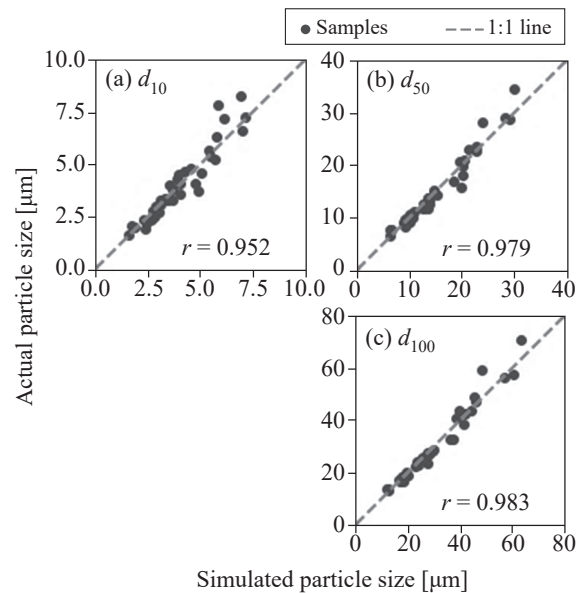 Samples 1:1 line
(a) d10
10.0
7.5
5.0
2.5
0.0
r = 0.952
0.0 2.5 5.0 7.5 10.0
(b) d50
40
30
20
10
0
r = 0.979
0 10 20 30 40
(c) d100
80
60
40
20
0
r = 0.983
0 20 40 60 80
Actual particle size [μm]
Simulated particle size [μm]